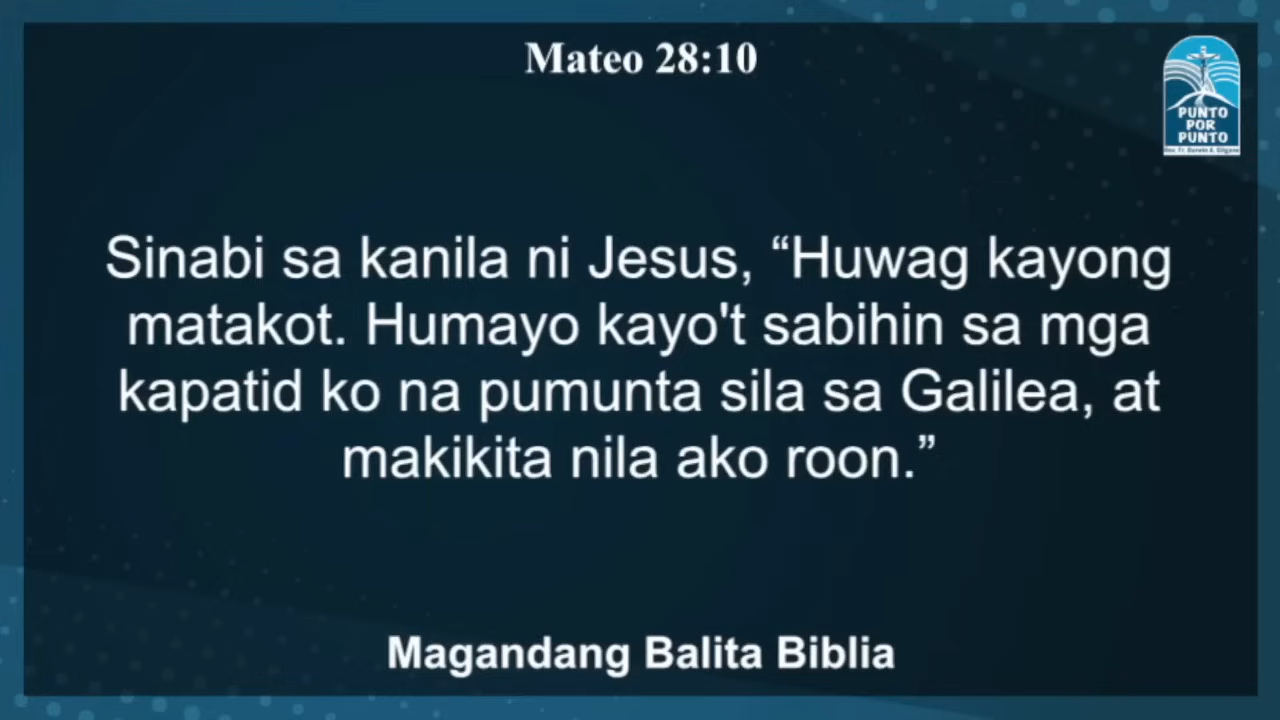 Mateo 28:10
PUNTO
POR
PUNTO
Sinabi sa kanila ni Jesus, “Huwag kayong
matakot. Humayo kayo't sabihin sa mga
kapatid ko na pumunta sila sa Galilea, at
makikita nila ako roon.”
Magandang Balita Biblia